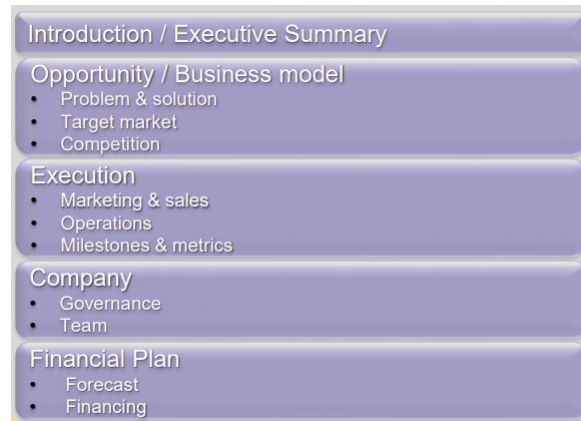 Introduction / Executive Summary
Opportunity / Business model
• Problem & solution
• Target market
• Competition
Execution
• Marketing & sales
• Operations
• Milestones & metrics
Company
• Governance
• Team
Financial Plan
• Forecast
• Financing